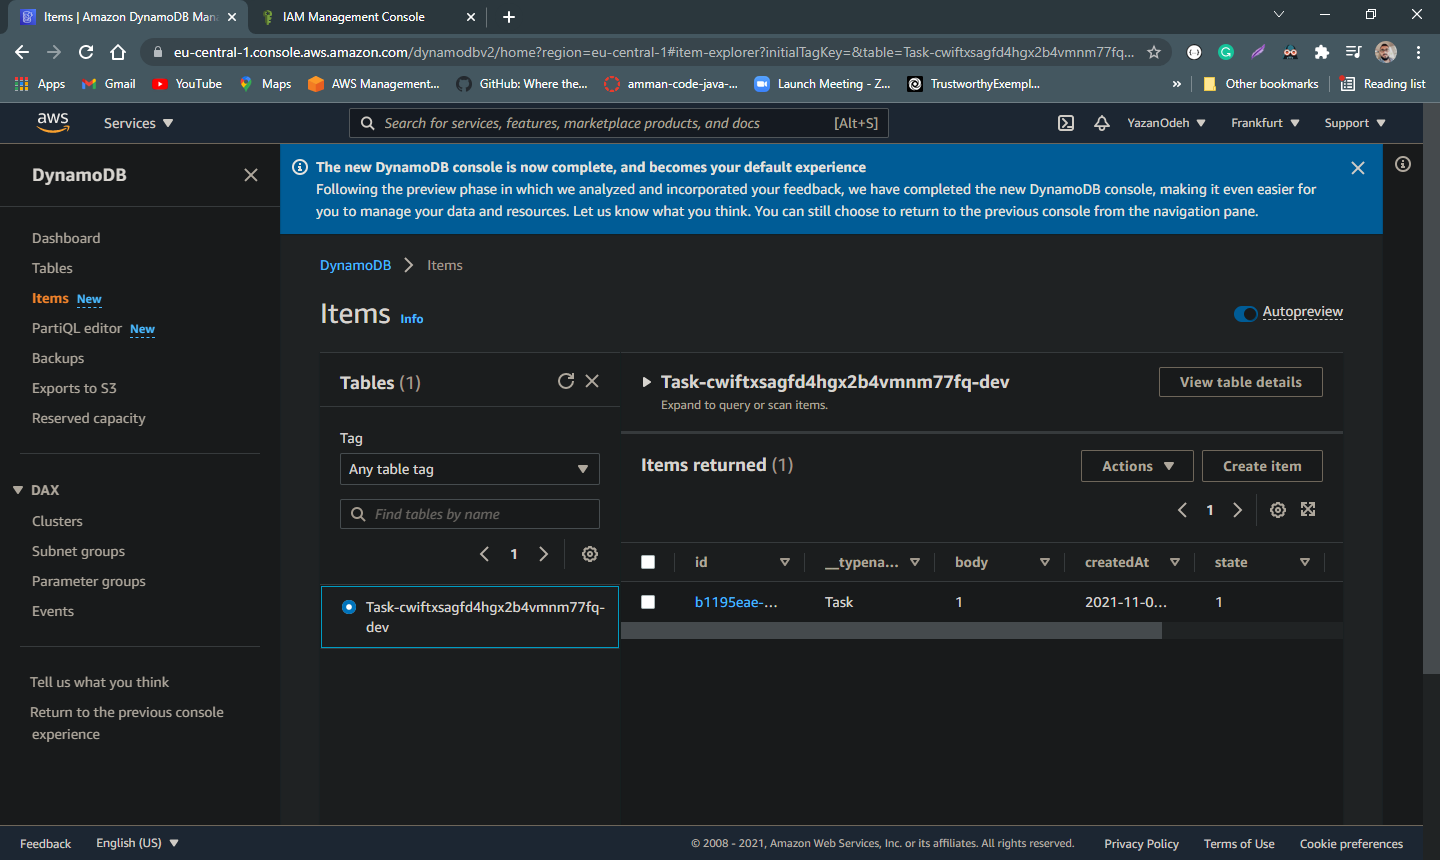 Items | Amazon DynamoDB Man
IAM Management Console
eu-central-1.console.aws.amazon.com/dynamodbv2/home?region=eu-central-1#item-explorer?initialTagKey=&table=Task-cwiftxsagfd4hgx2b4vmnm77fq...
Apps
Gmail
YouTube
Maps
AWS Management...
GitHub: Where the...
amman-code-java-...
Launch Meeting - Z...
TrustworthyExempl...
»
Other bookmarks
Reading list
aws
Services
Search for services, features, marketplace products, and docs
[Alt+S]
YazanOdeh
Frankfurt
Support
DynamoDB
Dashboard
Tables
Items New
PartiQL editor New
Backups
Exports to S3
Reserved capacity
DAX
Clusters
Subnet groups
Parameter groups
Events
Tell us what you think
Return to the previous console
experience
The new DynamoDB console is now complete, and becomes your default experience
Following the preview phase in which we analyzed and incorporated your feedback, we have completed the new DynamoDB console, making it even easier for
you to manage your data and resources. Let us know what you think. You can still choose to return to the previous console from the navigation pane.
DynamoDB
Items
Items Info
Autopreview
Tables (1)
Tag
Any table tag
Find tables by name
1
Task-cwiftxsagfd4hgx2b4vmnm77fq-
dev
Task-cwiftxsagfd4hgx2b4vmnm77fq-dev
Expand to query or scan items.
View table details
Items returned (1)
Actions
Create item
1
id
__typena...
body
createdAt
state
b1195eae-...
Task
1
2021-11-0...
1
Feedback
English (US)
© 2008 - 2021, Amazon Web Services, Inc. or its affiliates. All rights reserved.
Privacy Policy
Terms of Use
Cookie preferences